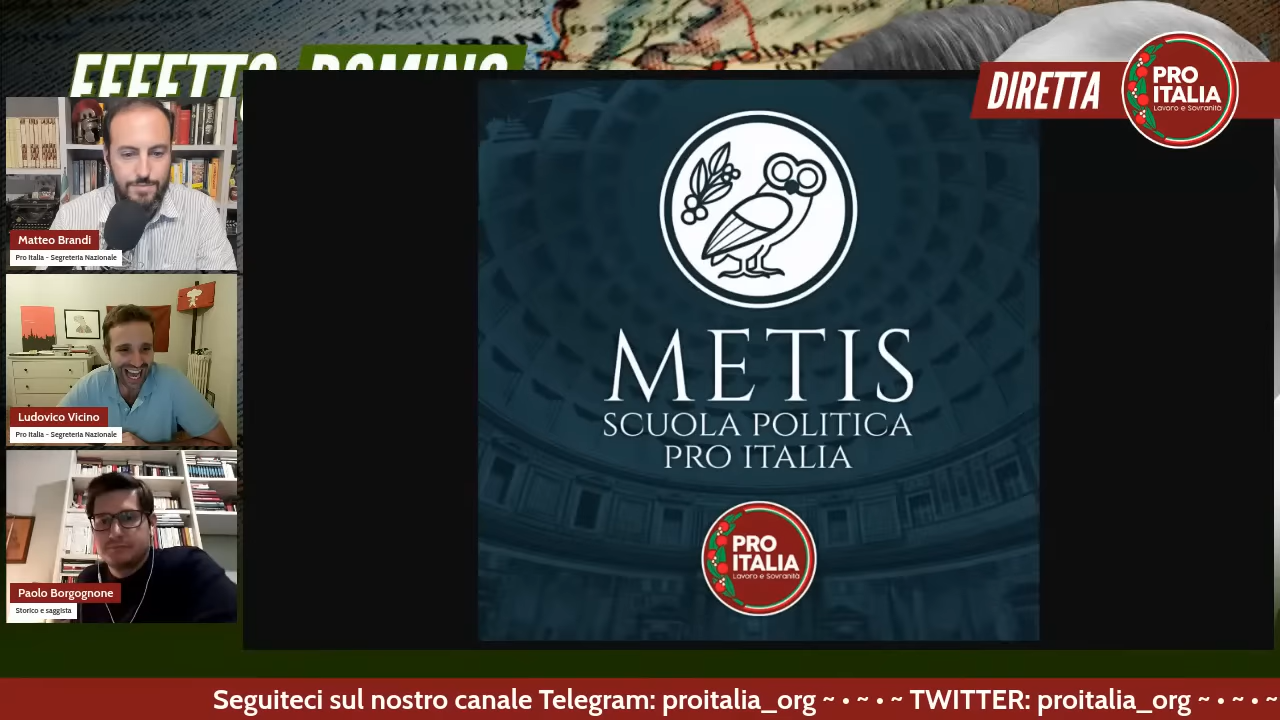 EFFETTO DOMINO
DIRETTA
PRO
ITALIA
Lavoro e Sovranità
Matteo Brandi
Pro Italia - Segreteria Nazionale
Ludovico Vicino
Pro Italia - Segreteria Nazionale
Paolo Borgognone
Storico e saggista
METIS
SCUOLA POLITICA
PRO ITALIA
PRO
ITALIA
Lavoro e Sovranità
Seguiteci sul nostro canale Telegram: proitalia_org ~ • ~ • ~ TWITTER: proitalia_org ~ • ~ • ~